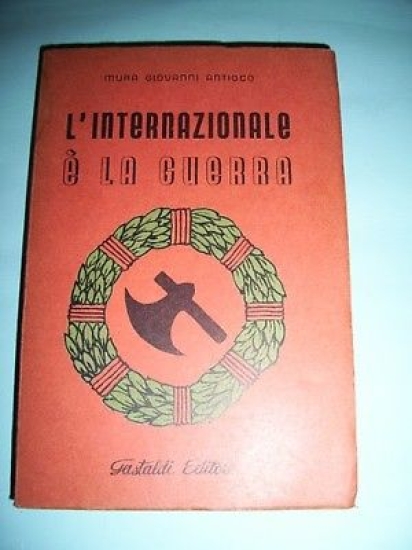 MURA GIOVANNI ANTIOCO
L'INTERNAZIONALE
È LA GUERRA
Gastaldi Editore